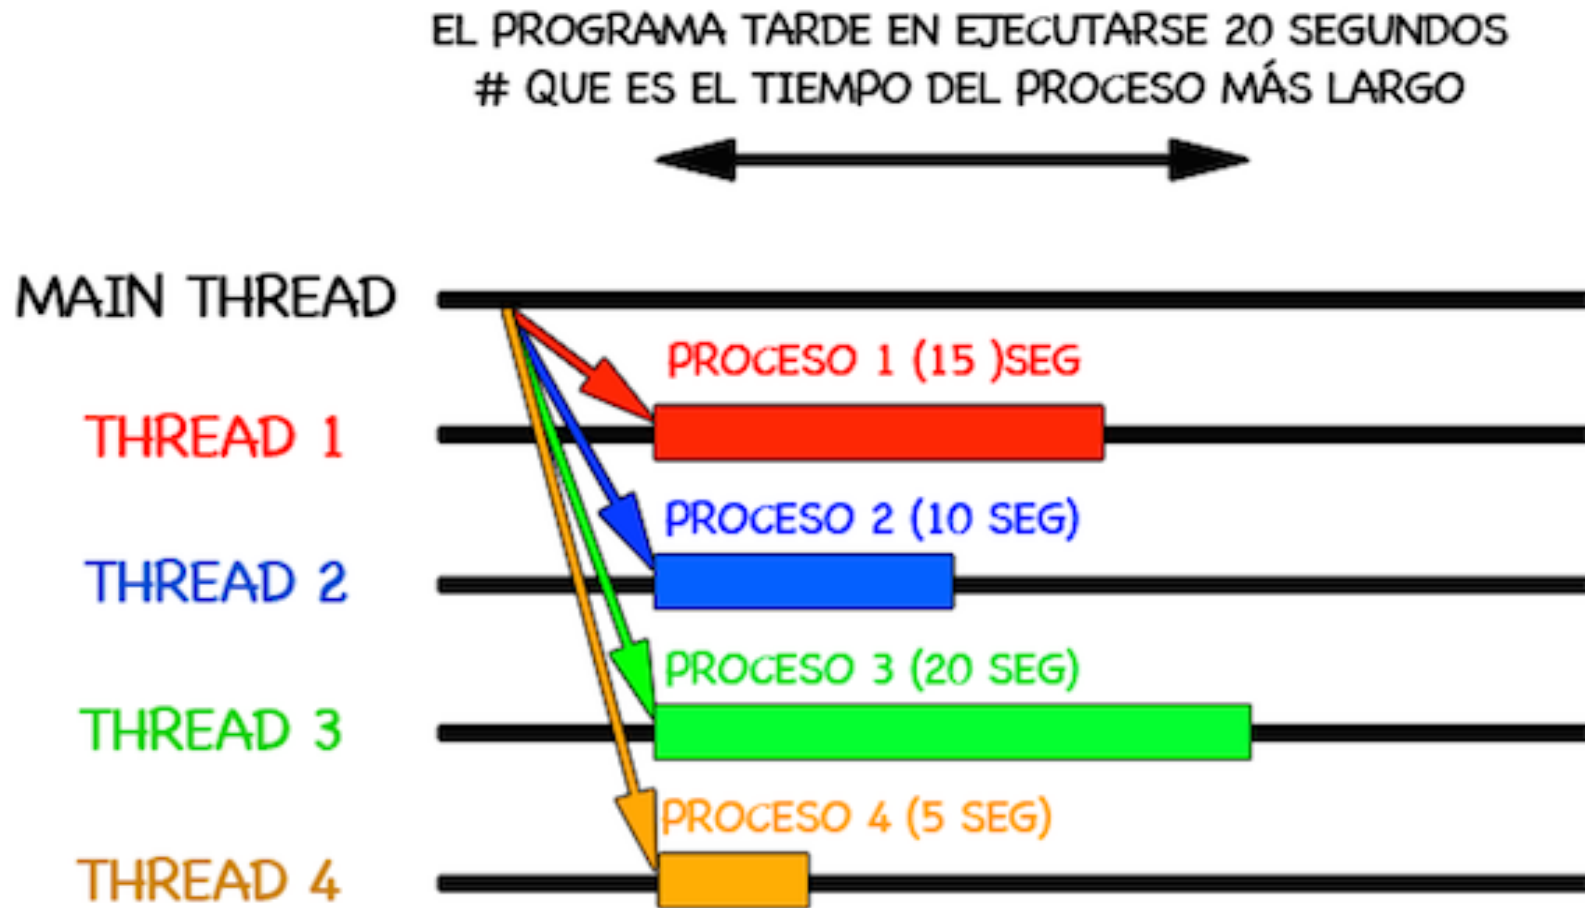 EL PROGRAMA TARDE EN EJECUTARSE 20 SEGUNDOS
# QUE ES EL TIEMPO DEL PROCESO MÁS LARGO
MAIN THREAD
PROCESO 1 (15 )SEG
THREAD 1
PROCESO 2 (10 SEG)
THREAD 2
PROCESO 3 (20 SEG)
THREAD 3
PROCESO 4 (5 SEG)
THREAD 4